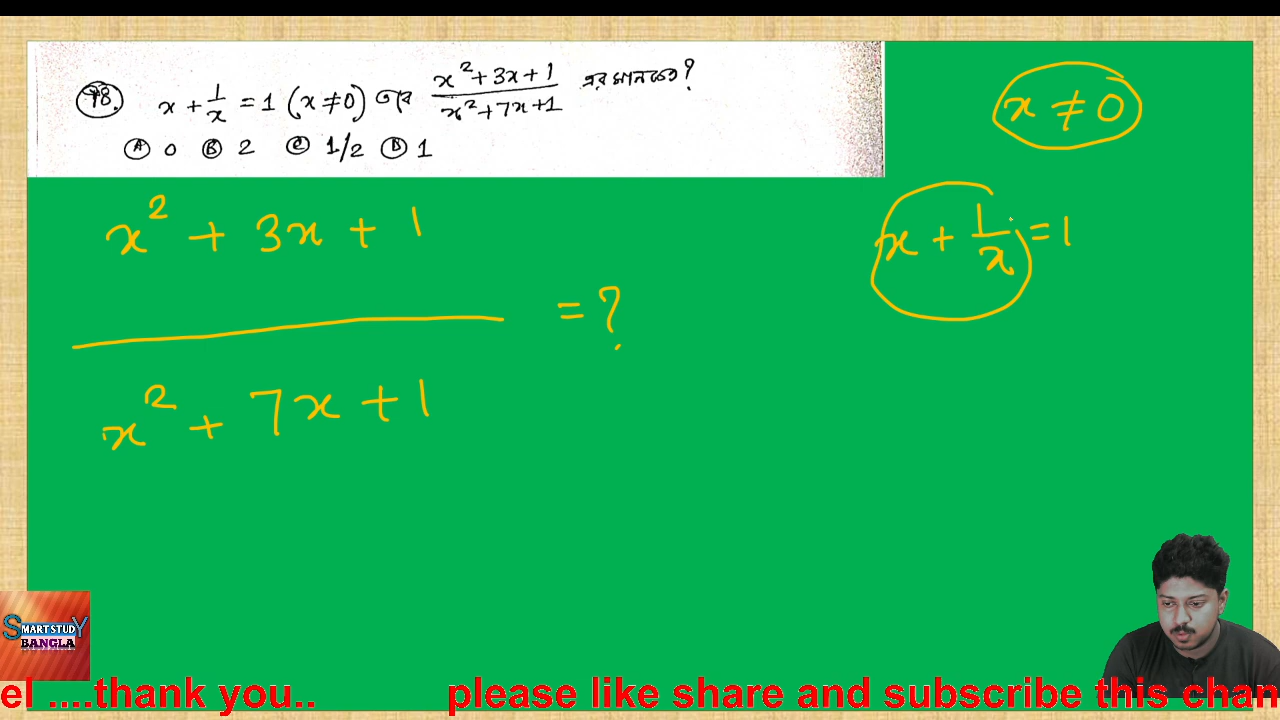 48. x + 1/x = 1 (x ≠ 0) তবে x² + 3x + 1 / x² + 7x + 1 এর মান কত?
Ⓐ 0 Ⓑ 2 Ⓒ 1/2 Ⓓ 1
x ≠ 0
x² + 3x + 1
x² + 7x + 1
= ?
x + 1/x = 1
SMART STUDY
BANGLA
el ....thank you.. please like share and subscribe this chan